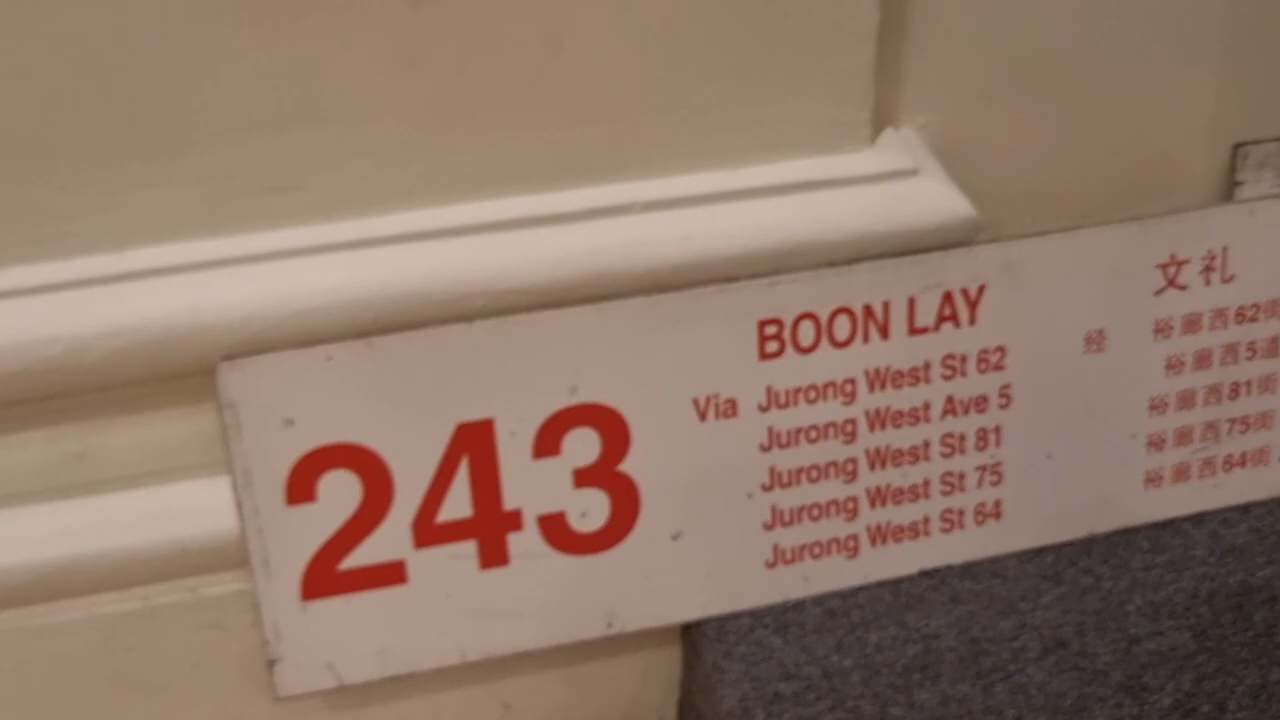 243
BOON LAY
Via Jurong West St 62
Jurong West Ave 5
Jurong West St 81
Jurong West St 75
Jurong West St 64
文礼
经 裕廊西62街
裕廊西5道
裕廊西81街
裕廊西75街
裕廊西64街